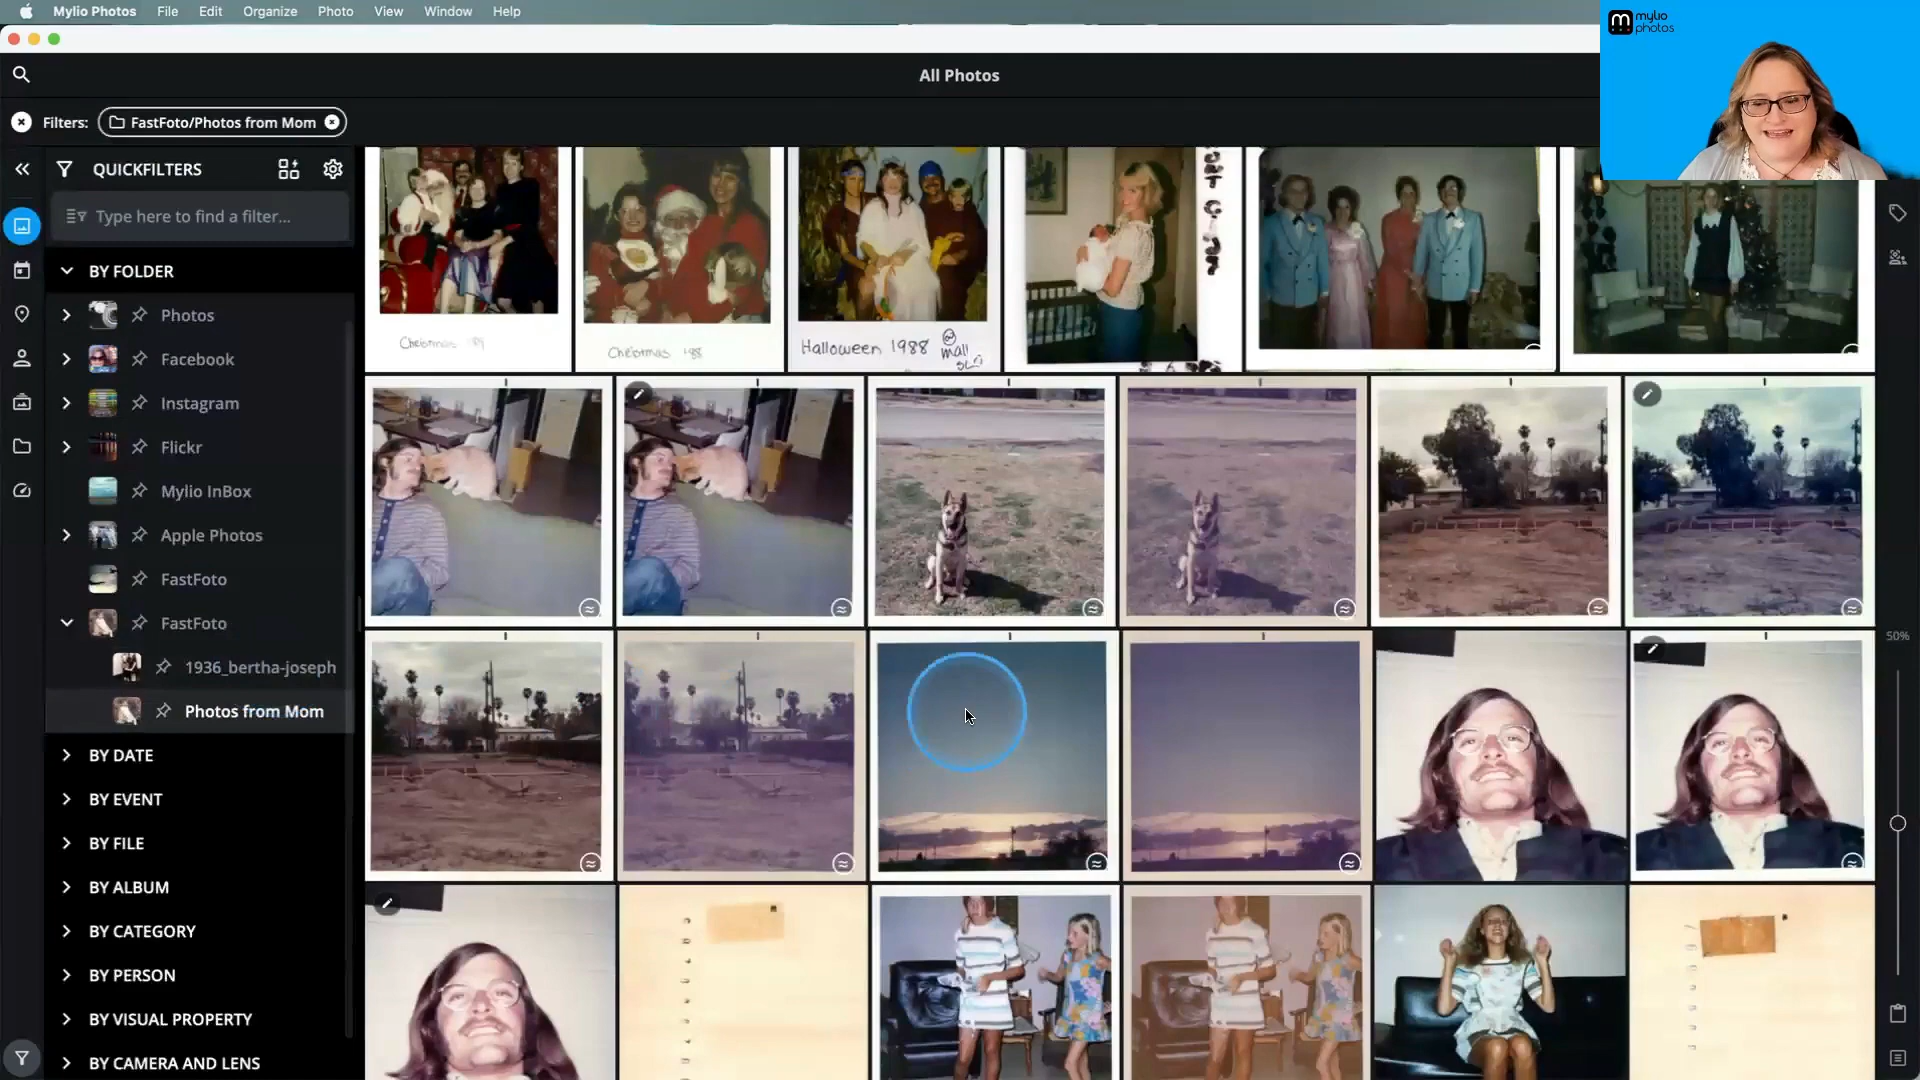 Mylio Photos File Edit Organize Photo View Window Help
mylio
photos
All Photos
Filters: FastFoto/Photos from Mom
QUICKFILTERS
Type here to find a filter...
BY FOLDER
Photos
Facebook
Instagram
Flickr
Mylio InBox
Apple Photos
FastFoto
FastFoto
1936_bertha-joseph
Photos from Mom
BY DATE
BY EVENT
BY FILE
BY ALBUM
BY CATEGORY
BY PERSON
BY VISUAL PROPERTY
BY CAMERA AND LENS
Christmas
Christmas '88
Halloween 1988 @
mall
50%